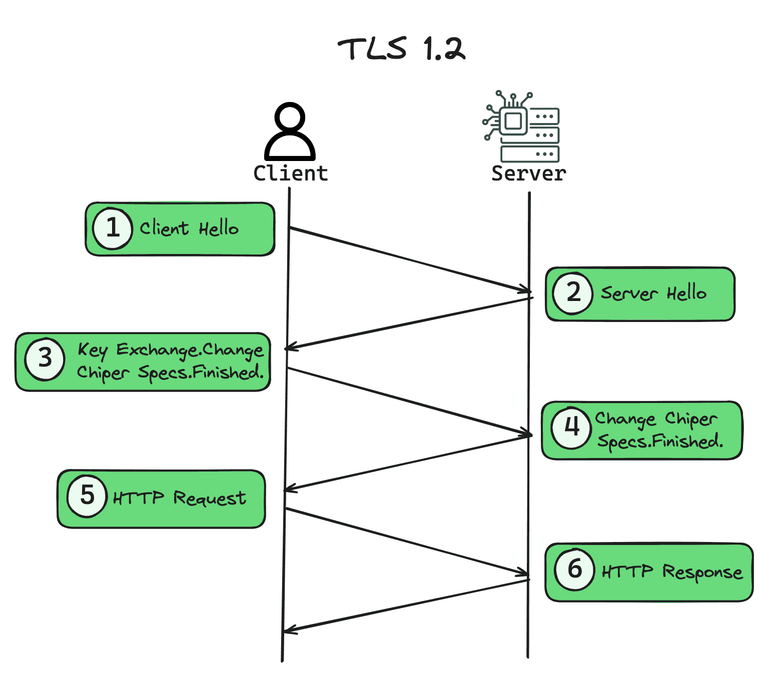 TLS 1.2
Client
Server
1 Client Hello
2 Server Hello
3 Key Exchange.Change
Chiper Specs.Finished.
4 Change Chiper
Specs.Finished.
5 HTTP Request
6 HTTP Response